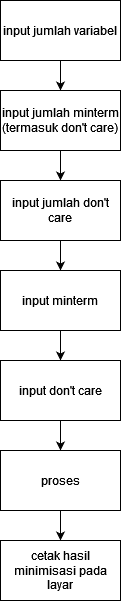 input jumlah variabel
input jumlah minterm
(termasuk don't care)
input jumlah don't
care
input minterm
input don't care
proses
cetak hasil
minimisasi pada
layar